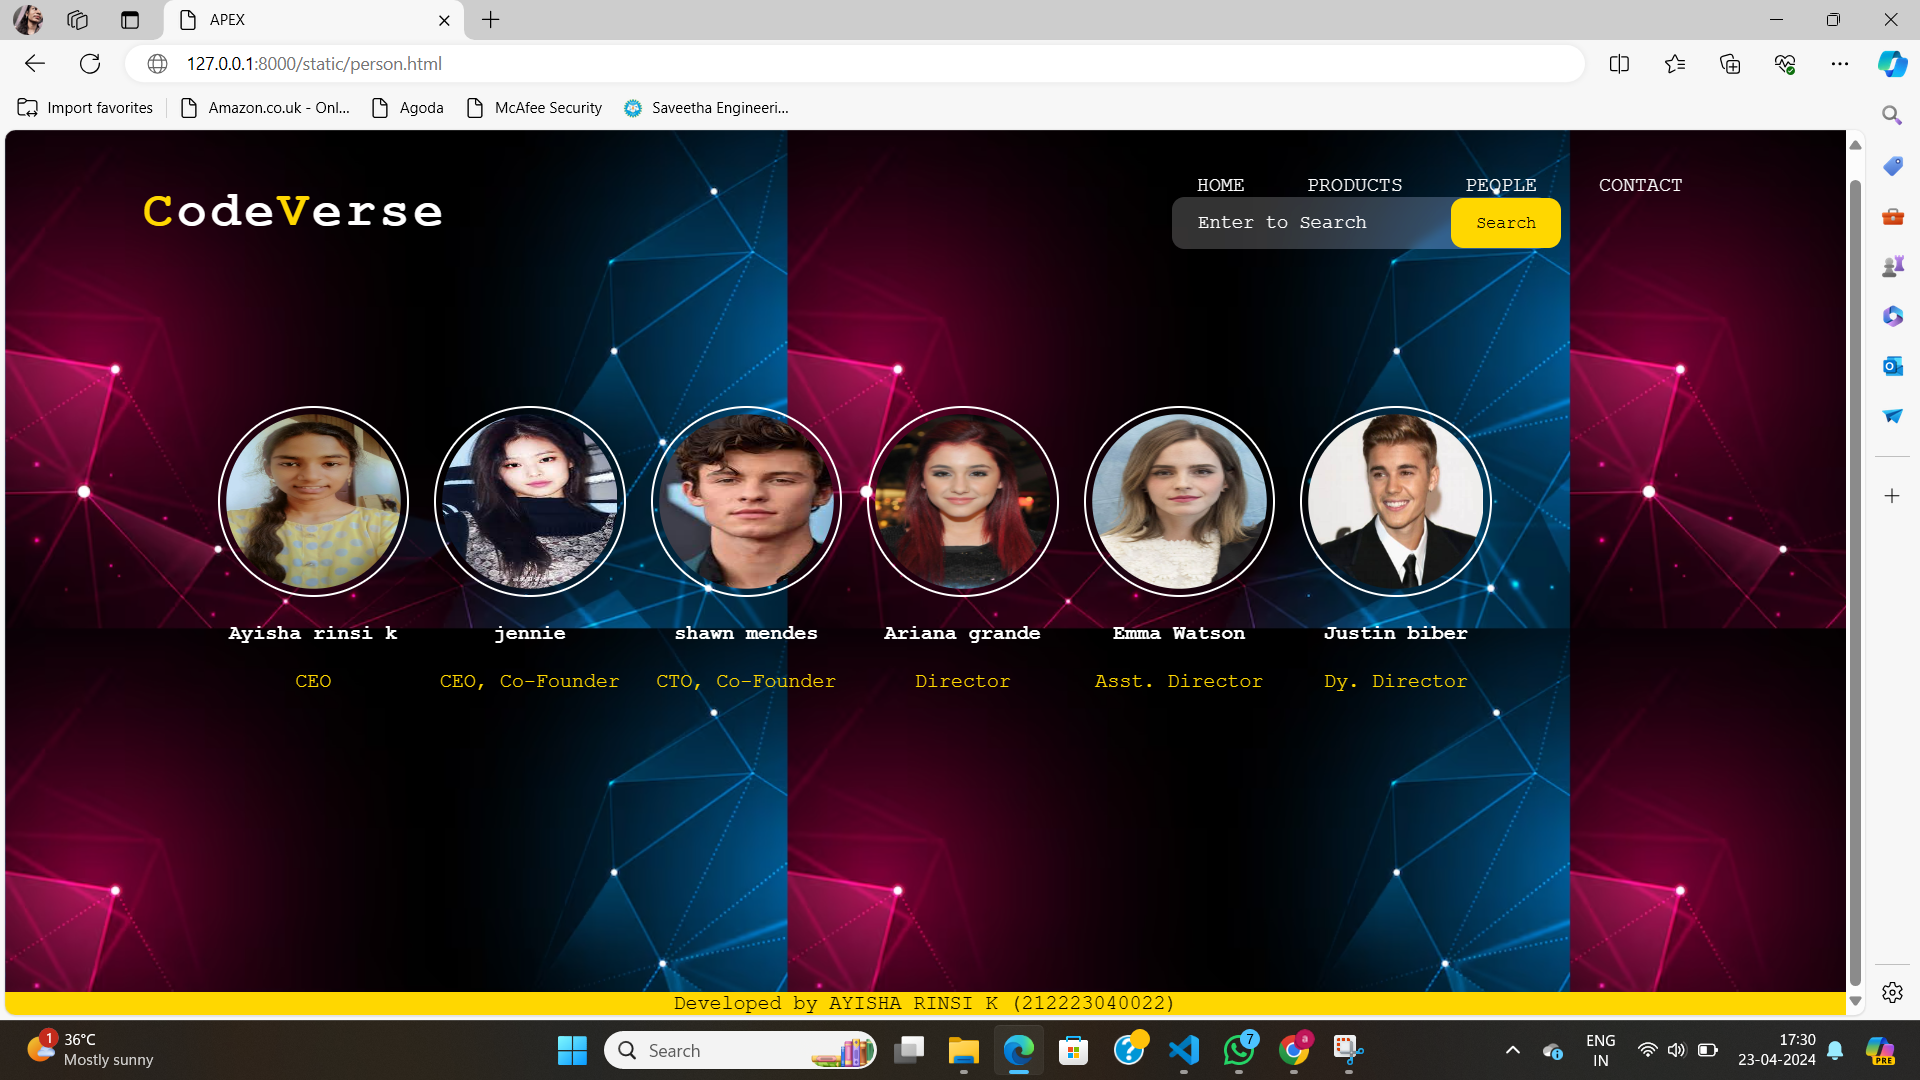 APEX
127.0.0.1:8000/static/person.html
Import favorites
Amazon.co.uk - Onl...
Agoda
McAfee Security
Saveetha Engineeri...
HOME
PRODUCTS
PEOPLE
CONTACT
CodeVerse
Enter to Search
Search
Ayisha rinsi k
jennie
shawn mendes
Ariana grande
Emma Watson
Justin biber
CEO
CEO, Co-Founder
CTO, Co-Founder
Director
Asst. Director
Dy. Director
Developed by AYISHA RINSI K (212223040022)
1
36°C
Mostly sunny
Search
7
a
ENG
IN
17:30
23-04-2024
PRE